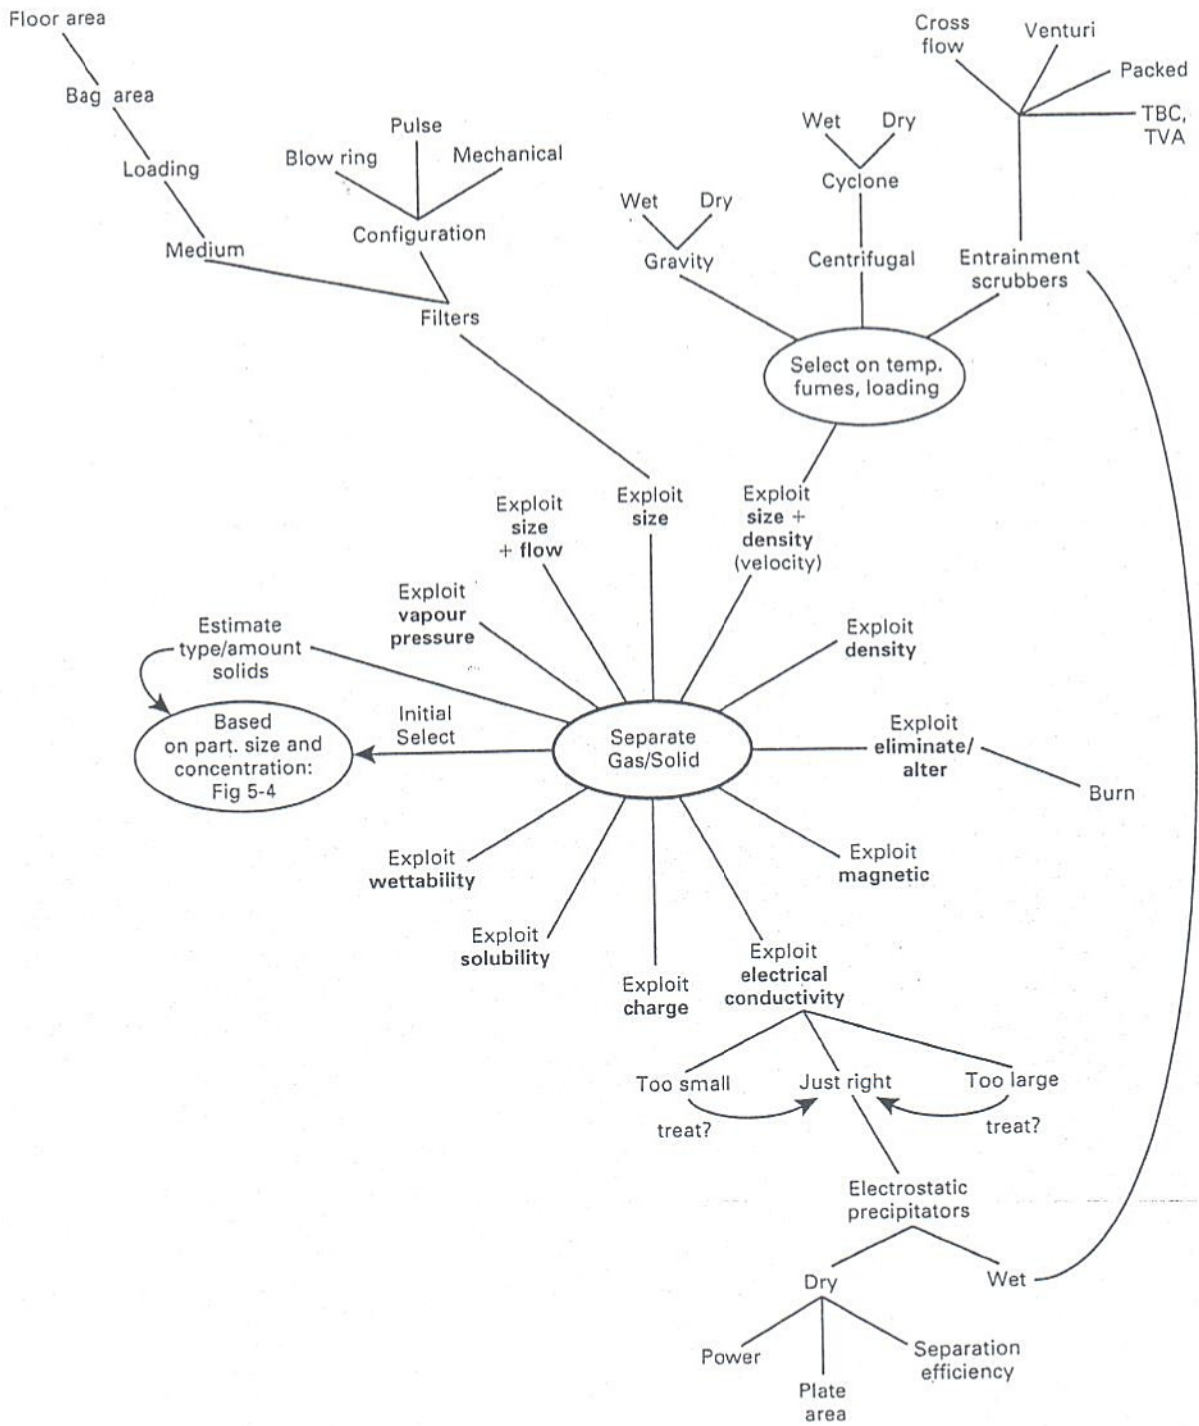 Floor area
Bag area
Loading
Medium
Blow ring
Pulse
Mechanical
Configuration
Filters
Wet
Dry
Gravity
Wet
Dry
Cyclone
Centrifugal
Cross
flow
Venturi
Packed
TBC,
TVA
Entrainment
scrubbers
Select on temp.
fumes, loading
Exploit
size
+ flow
Exploit
size
Exploit
size +
density
(velocity)
Exploit
vapour
pressure
Estimate
type/amount
solids
Exploit
density
Based
on part. size and
concentration:
Fig 5-4
Initial
Select
Separate
Gas/Solid
Exploit
eliminate/
alter
Burn
Exploit
wettability
Exploit
magnetic
Exploit
solubility
Exploit
charge
Exploit
electrical
conductivity
Too small
Just right
Too large
treat?
treat?
Electrostatic
precipitators
Dry
Wet
Power
Plate
area
Separation
efficiency